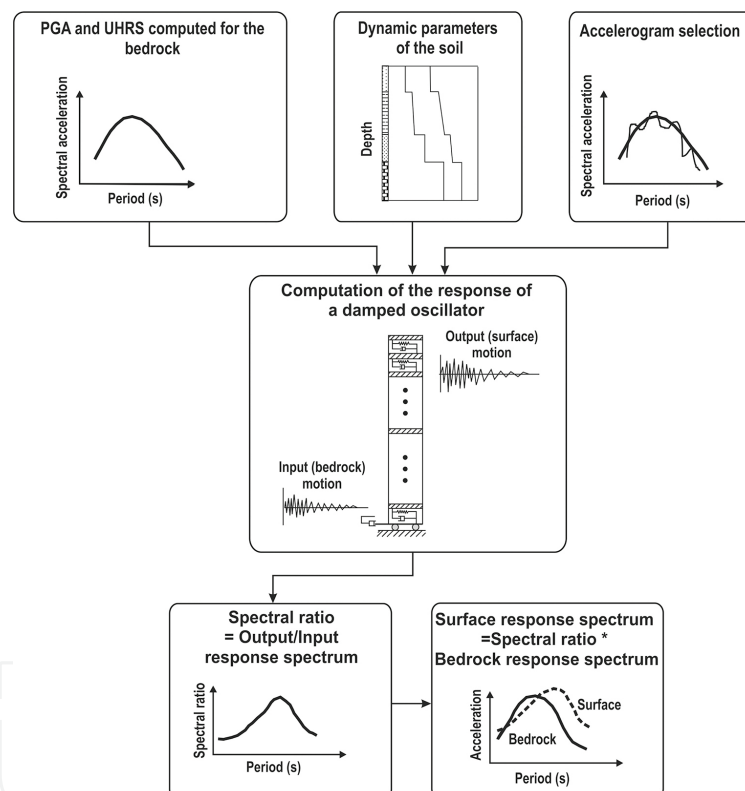 PGA and UHRS computed for the
bedrock
Spectral acceleration
Period (s)
Dynamic parameters
of the soil
Depth
Accelerogram selection
Spectral acceleration
Period (s)
Computation of the response of
a damped oscillator
Output (surface)
motion
Input (bedrock)
motion
Spectral ratio
= Output/Input
response spectrum
Spectral ratio
Period (s)
Surface response spectrum
=Spectral ratio *
Bedrock response spectrum
Acceleration
Surface
Bedrock
Period (s)